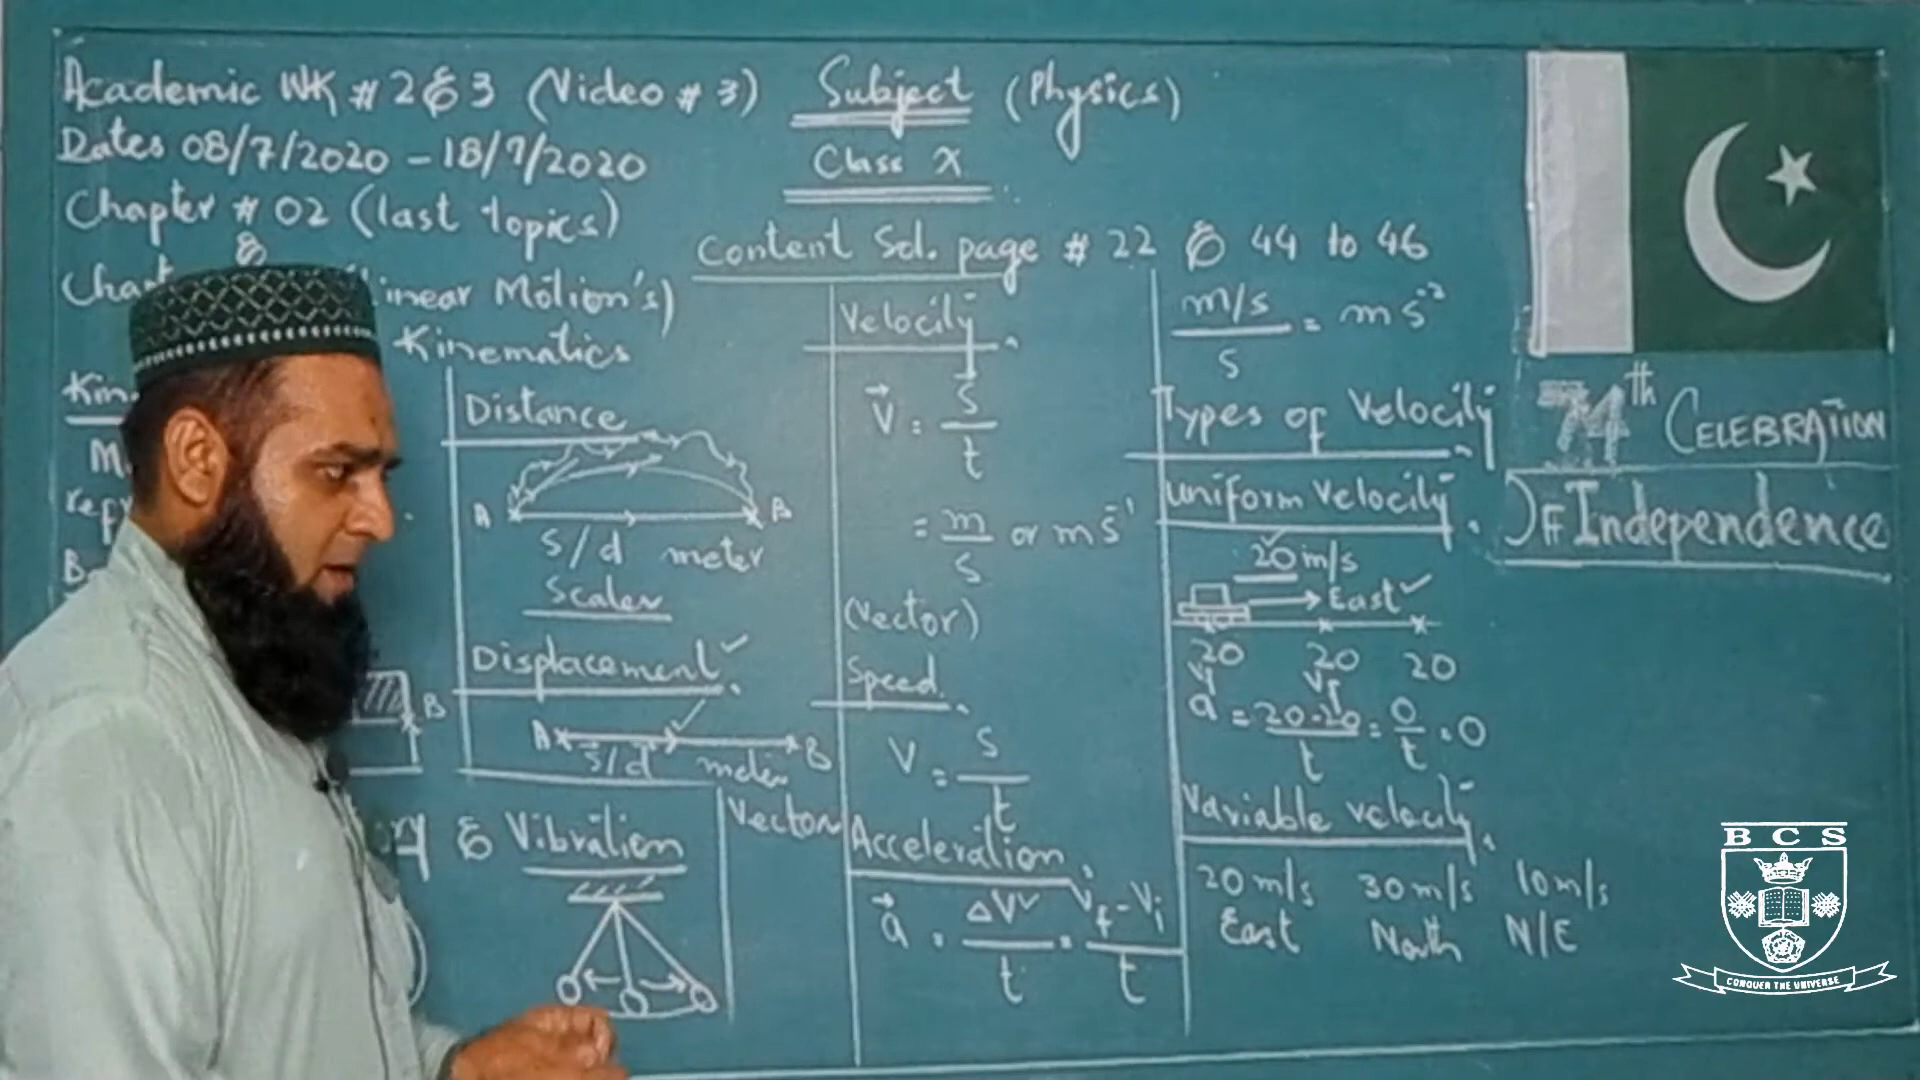 Academic WK # 2 & 3 (Video # 3)
Subject (Physics)
Dates 08/7/2020 - 18/7/2020
Class X
Chapter # 02 (last topics)
&
Content Sel. page # 22 & 44 to 46
Motion's)
Kinematics
Distance
A B
S/d meter
Scaler
Displacement ✓
A B
S/d meter
B
& Vibration
Vector
Velocity
V = S/t
= m/s or ms-1
(Vector)
Speed
V = S/t
Acceleration
a = ΔV/t = Vf-Vi/t
m/s/s = ms-2
Types of Velocity
uniform velocity
20 m/s
East ✓
20 20 20
Vi Vf
a = 20-20/t = 0/t = 0
Variable velocity
20 m/s 30 m/s 10 m/s
East North N/E
74th CELEBRATION
OF Independence
BCS
CONQUER THE UNIVERSE